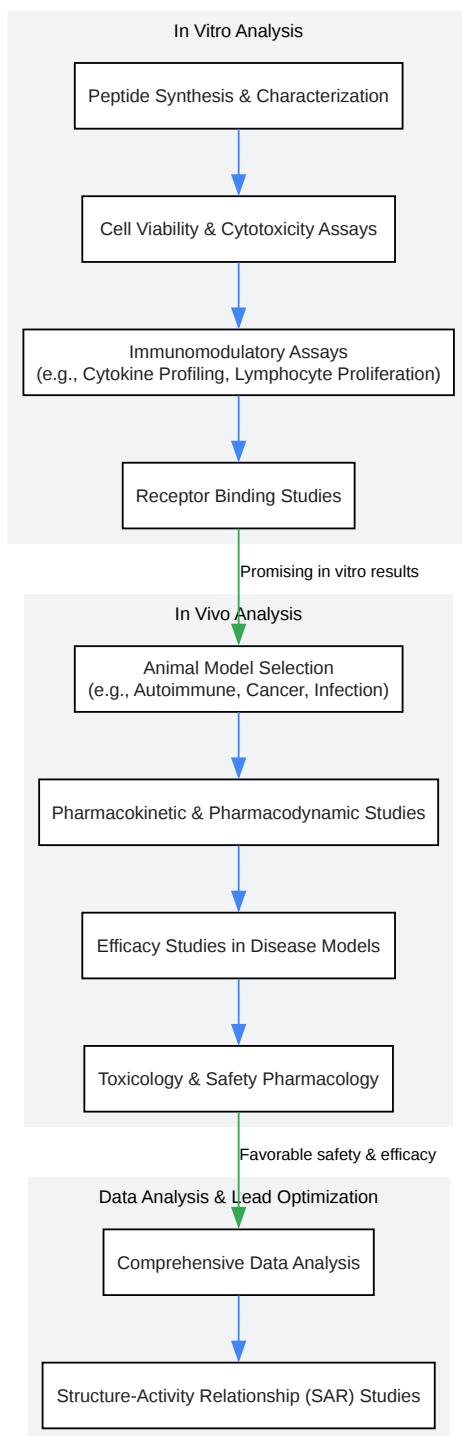 In Vitro Analysis
Peptide Synthesis & Characterization
Cell Viability & Cytotoxicity Assays
Immunomodulatory Assays
(e.g., Cytokine Profiling, Lymphocyte Proliferation)
Receptor Binding Studies
Promising in vitro results
In Vivo Analysis
Animal Model Selection
(e.g., Autoimmune, Cancer, Infection)
Pharmacokinetic & Pharmacodynamic Studies
Efficacy Studies in Disease Models
Toxicology & Safety Pharmacology
Favorable safety & efficacy
Data Analysis & Lead Optimization
Comprehensive Data Analysis
Structure-Activity Relationship (SAR) Studies